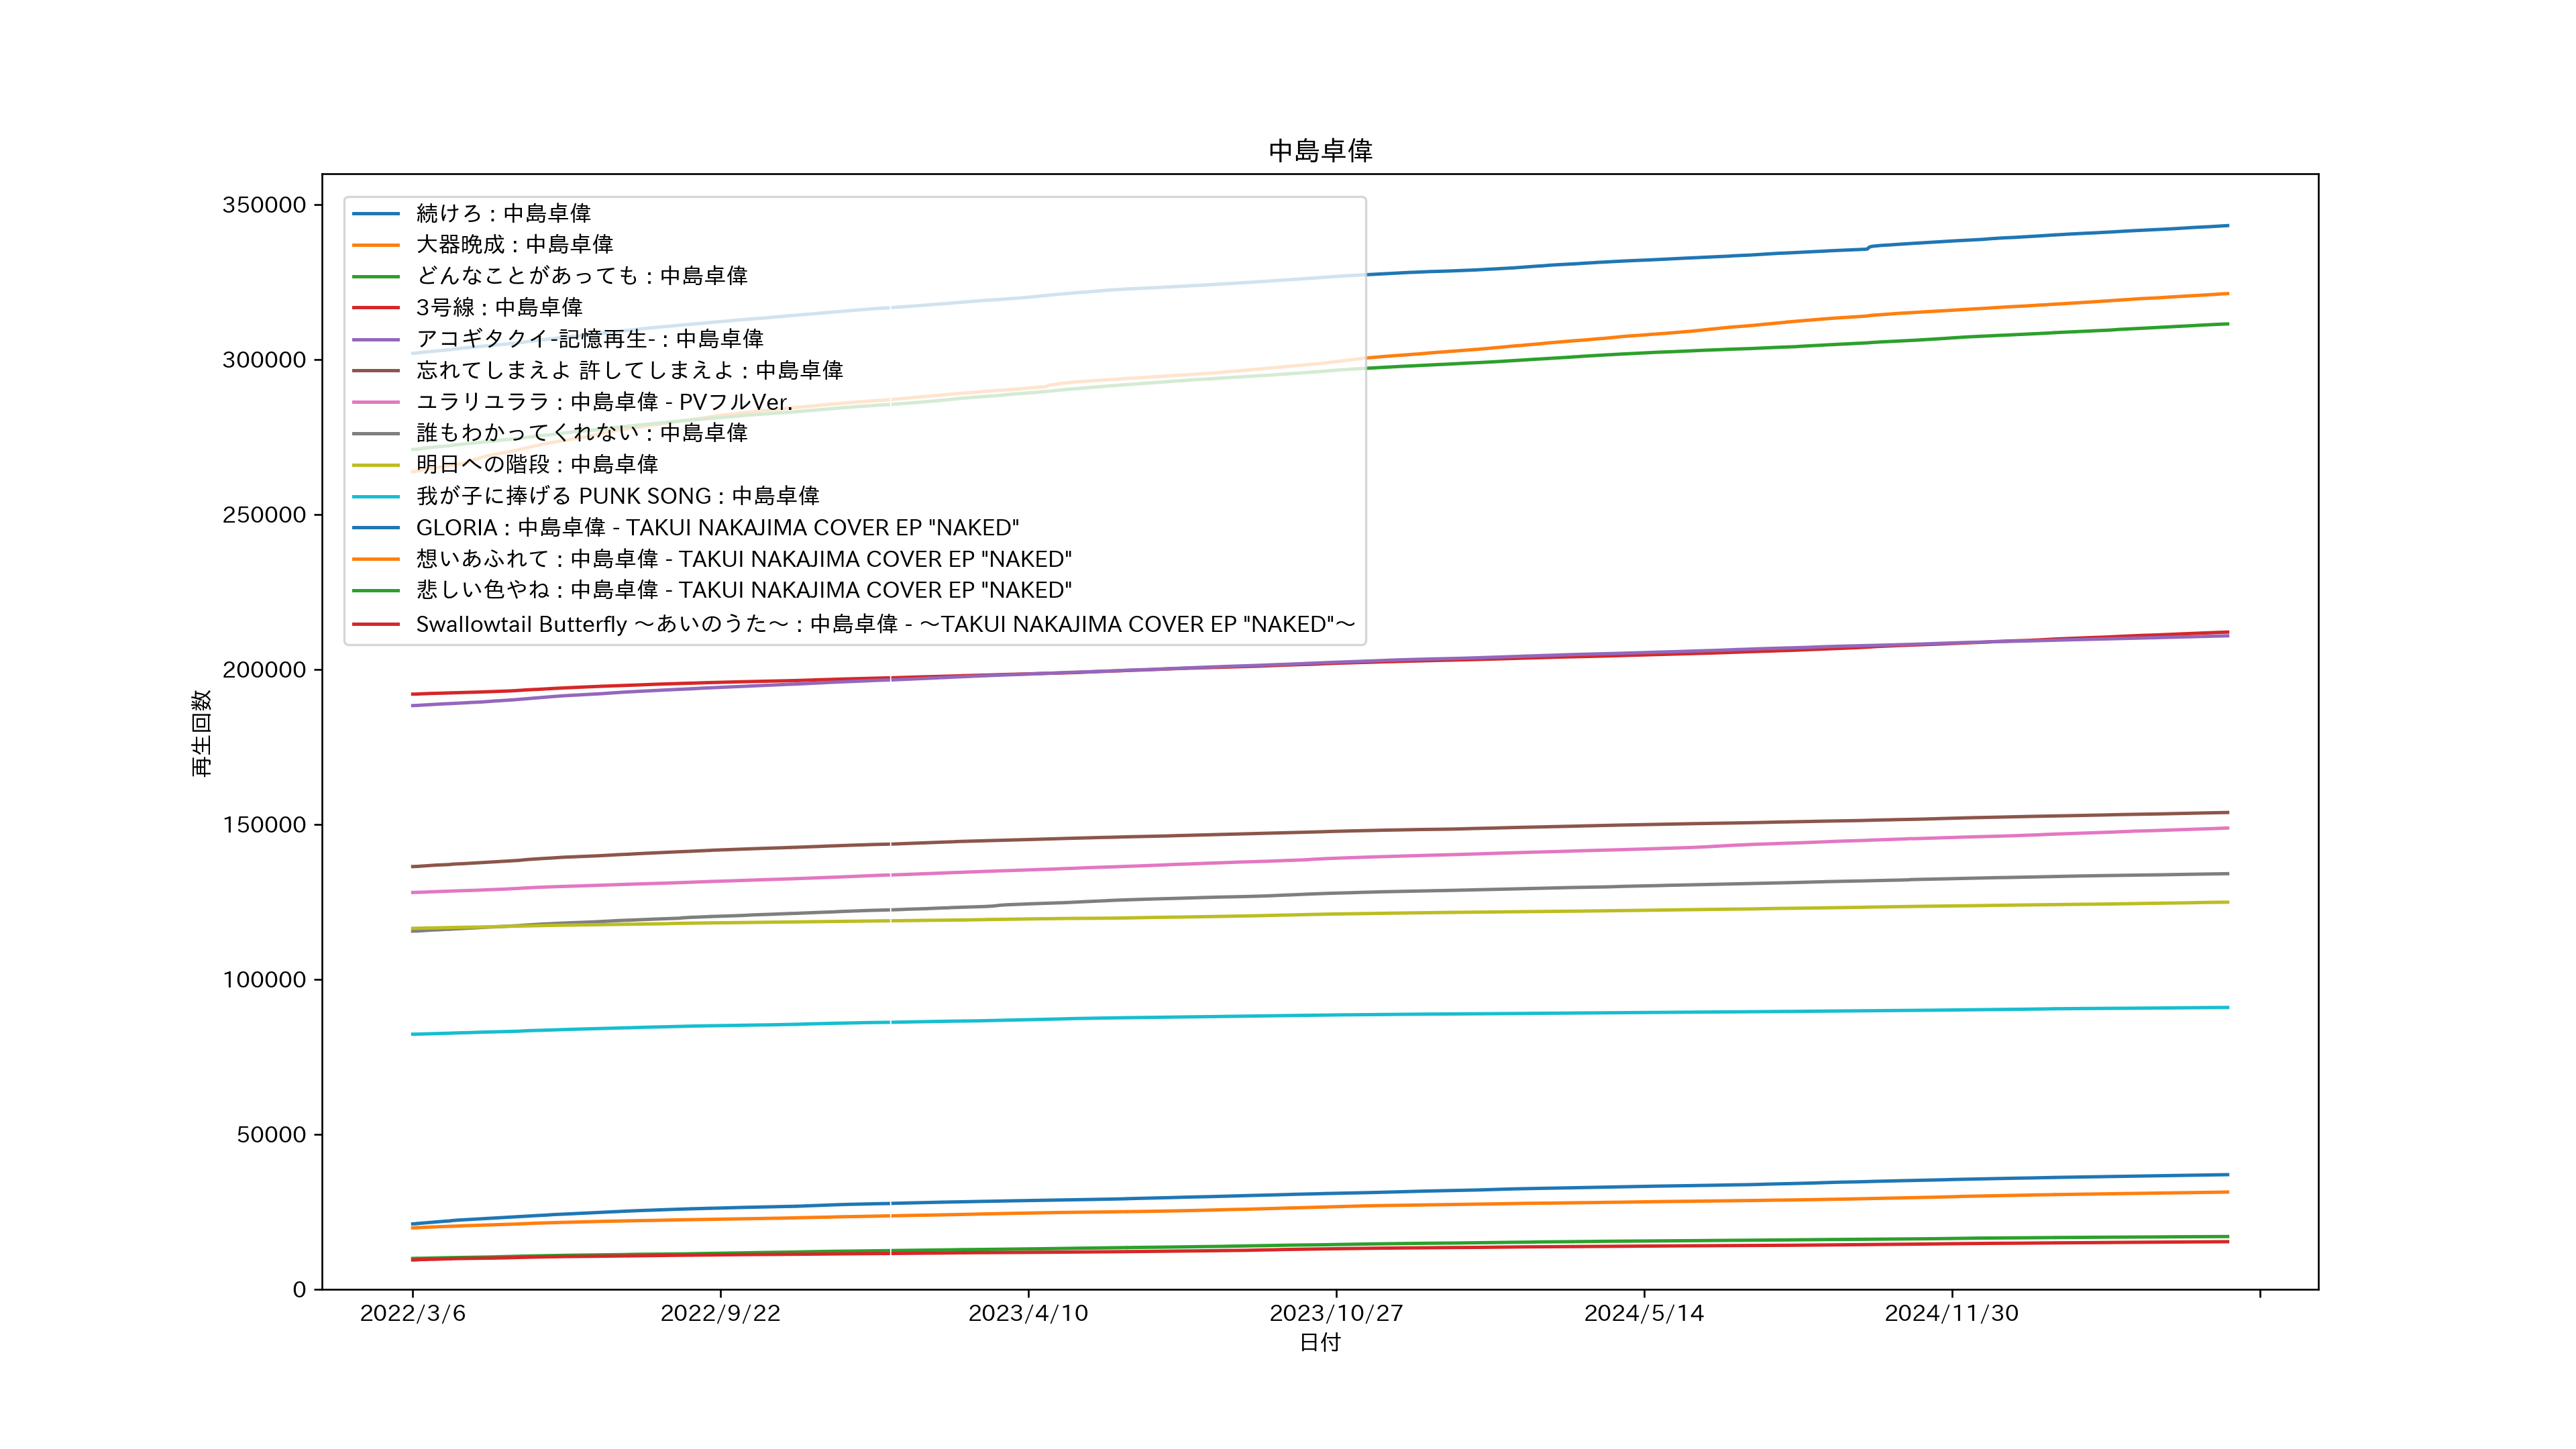 中島卓偉
350000
300000
250000
200000
150000
100000
50000
0
再生回数
続けろ : 中島卓偉
大器晩成 : 中島卓偉
どんなことがあっても : 中島卓偉
3号線 : 中島卓偉
アコギタクイ-記憶再生- : 中島卓偉
忘れてしまえよ 許してしまえよ : 中島卓偉
ユラリユララ : 中島卓偉 - PVフルVer.
誰もわかってくれない : 中島卓偉
明日への階段 : 中島卓偉
我が子に捧げる PUNK SONG : 中島卓偉
GLORIA : 中島卓偉 - TAKUI NAKAJIMA COVER EP "NAKED"
想いあふれて : 中島卓偉 - TAKUI NAKAJIMA COVER EP "NAKED"
悲しい色やね : 中島卓偉 - TAKUI NAKAJIMA COVER EP "NAKED"
Swallowtail Butterfly ～あいのうた～ : 中島卓偉 - ～TAKUI NAKAJIMA COVER EP "NAKED"～
2022/3/6
2022/9/22
2023/4/10
2023/10/27
2024/5/14
2024/11/30
日付